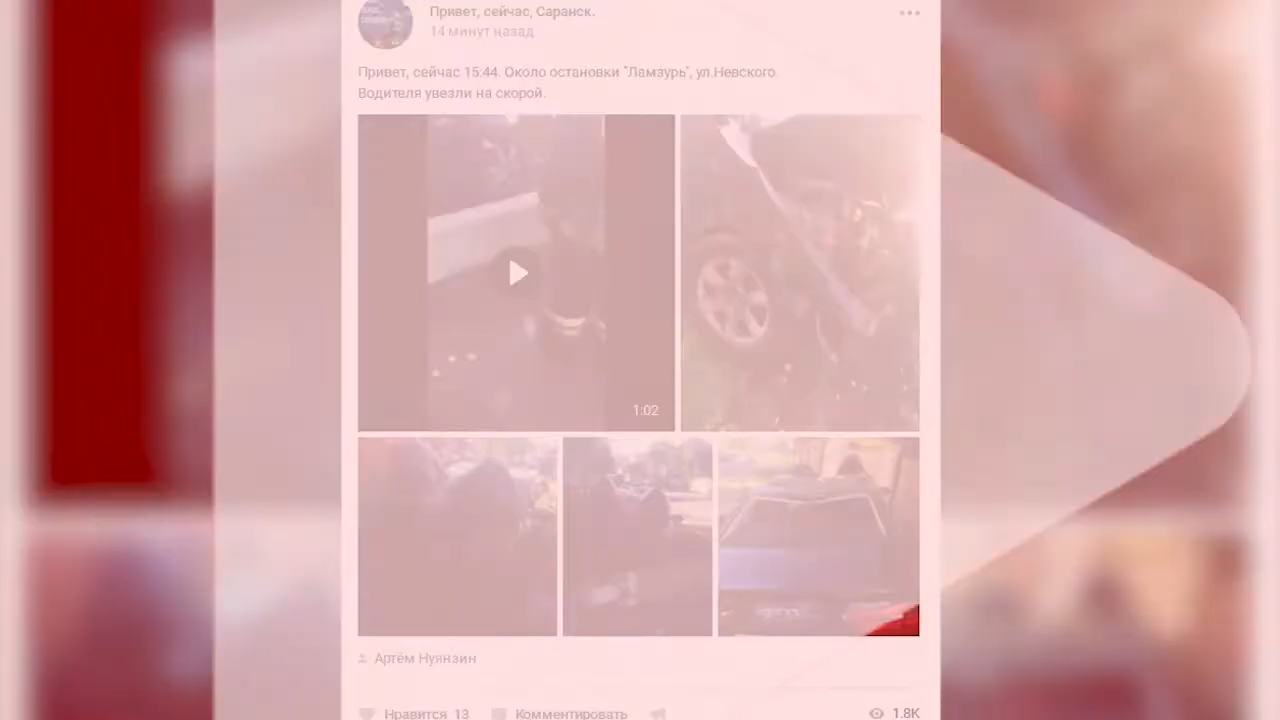 Привет, сейчас, Саранск.
14 минут назад
Привет, сейчас 15:44. Около остановки "Ламзурь", ул.Невского.
Водителя увезли на скорой.
1:02
Артём Нуянзин
Нравится 13 Комментировать 1.8K